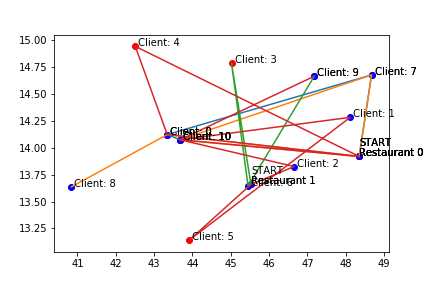 15.00
14.75
14.50
14.25
14.00
13.75
13.50
13.25
Client: 4
Client: 3
Client: 9
Client: 7
Client: 1
Client: 0
Client: 10
START
Restaurant 0
Client: 2
START
Restaurant 1
Client: 8
Client: 5
41 42 43 44 45 46 47 48 49